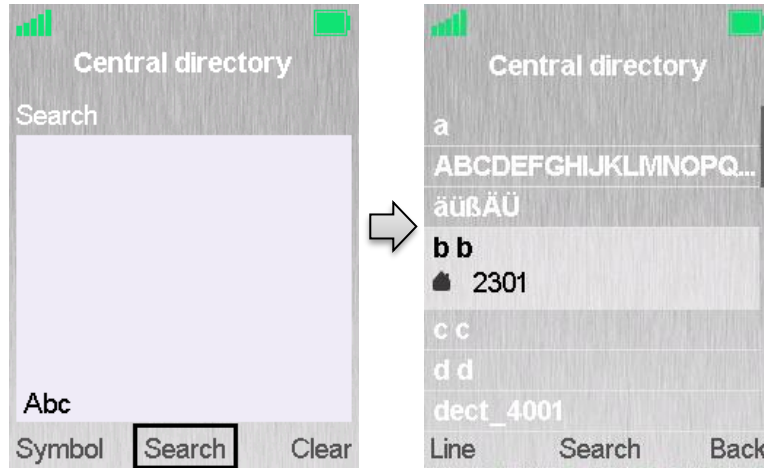 Central directory
Search
Abc
Symbol Search Clear
Central directory
a
ABCDEFGHIJKLMNOPQ...
äüßÄÜ
b b
2301
c c
d d
dect_4001
Line Search Back